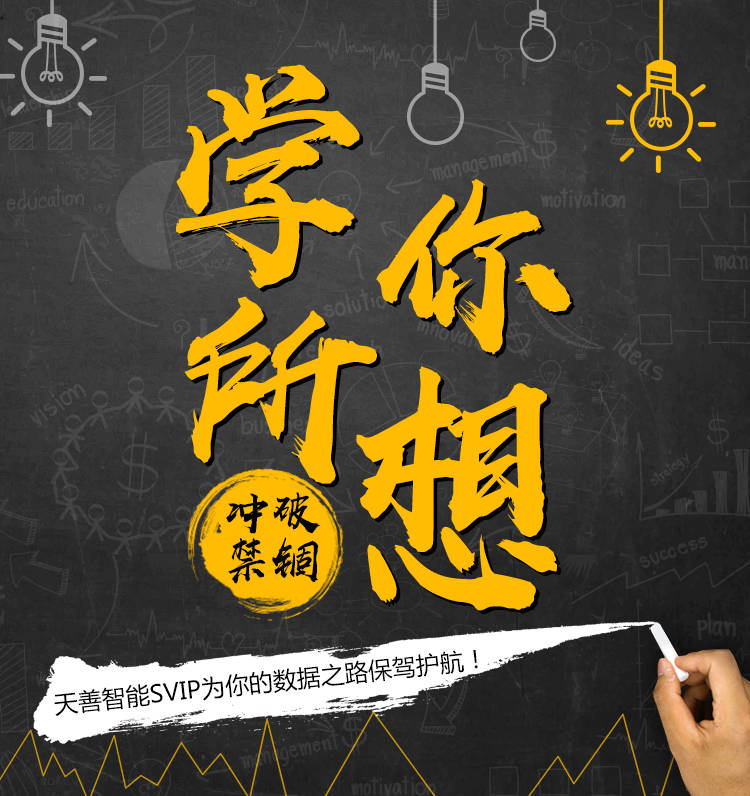 学你
所想
冲破
禁锢
天善智能SVIP为你的数据之路保驾护航！
education
management
motivation
man
solution
innovation
ideas
vision
strategy
success
plan
management
motivation